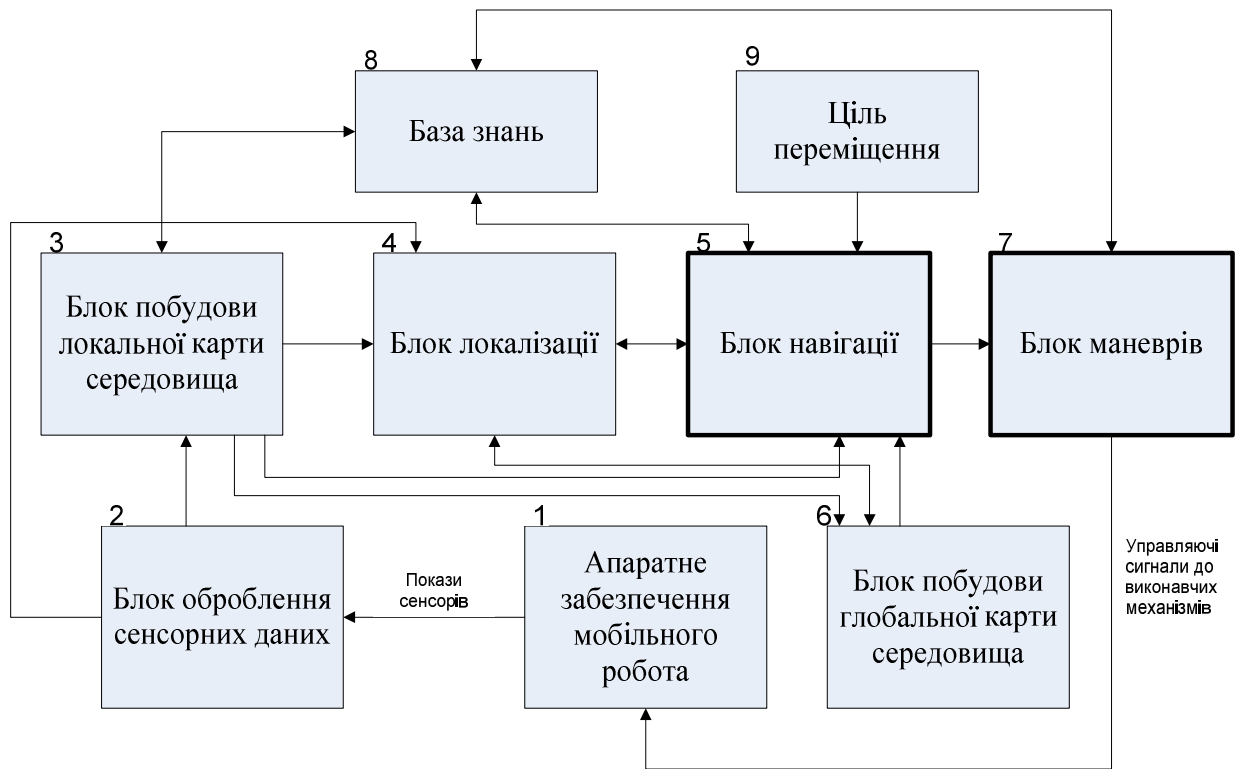 8
База знань
9
Ціль
переміщення
3
Блок побудови
локальної карти
середовища
4
Блок локалізації
5
Блок навігації
7
Блок маневрів
2
Блок оброблення
сенсорних даних
Покази
сенсорів
1
Апаратне
забезпечення
мобільного
робота
6
Блок побудови
глобальної карти
середовища
Управляючі
сигнали до
виконавчих
механізмів